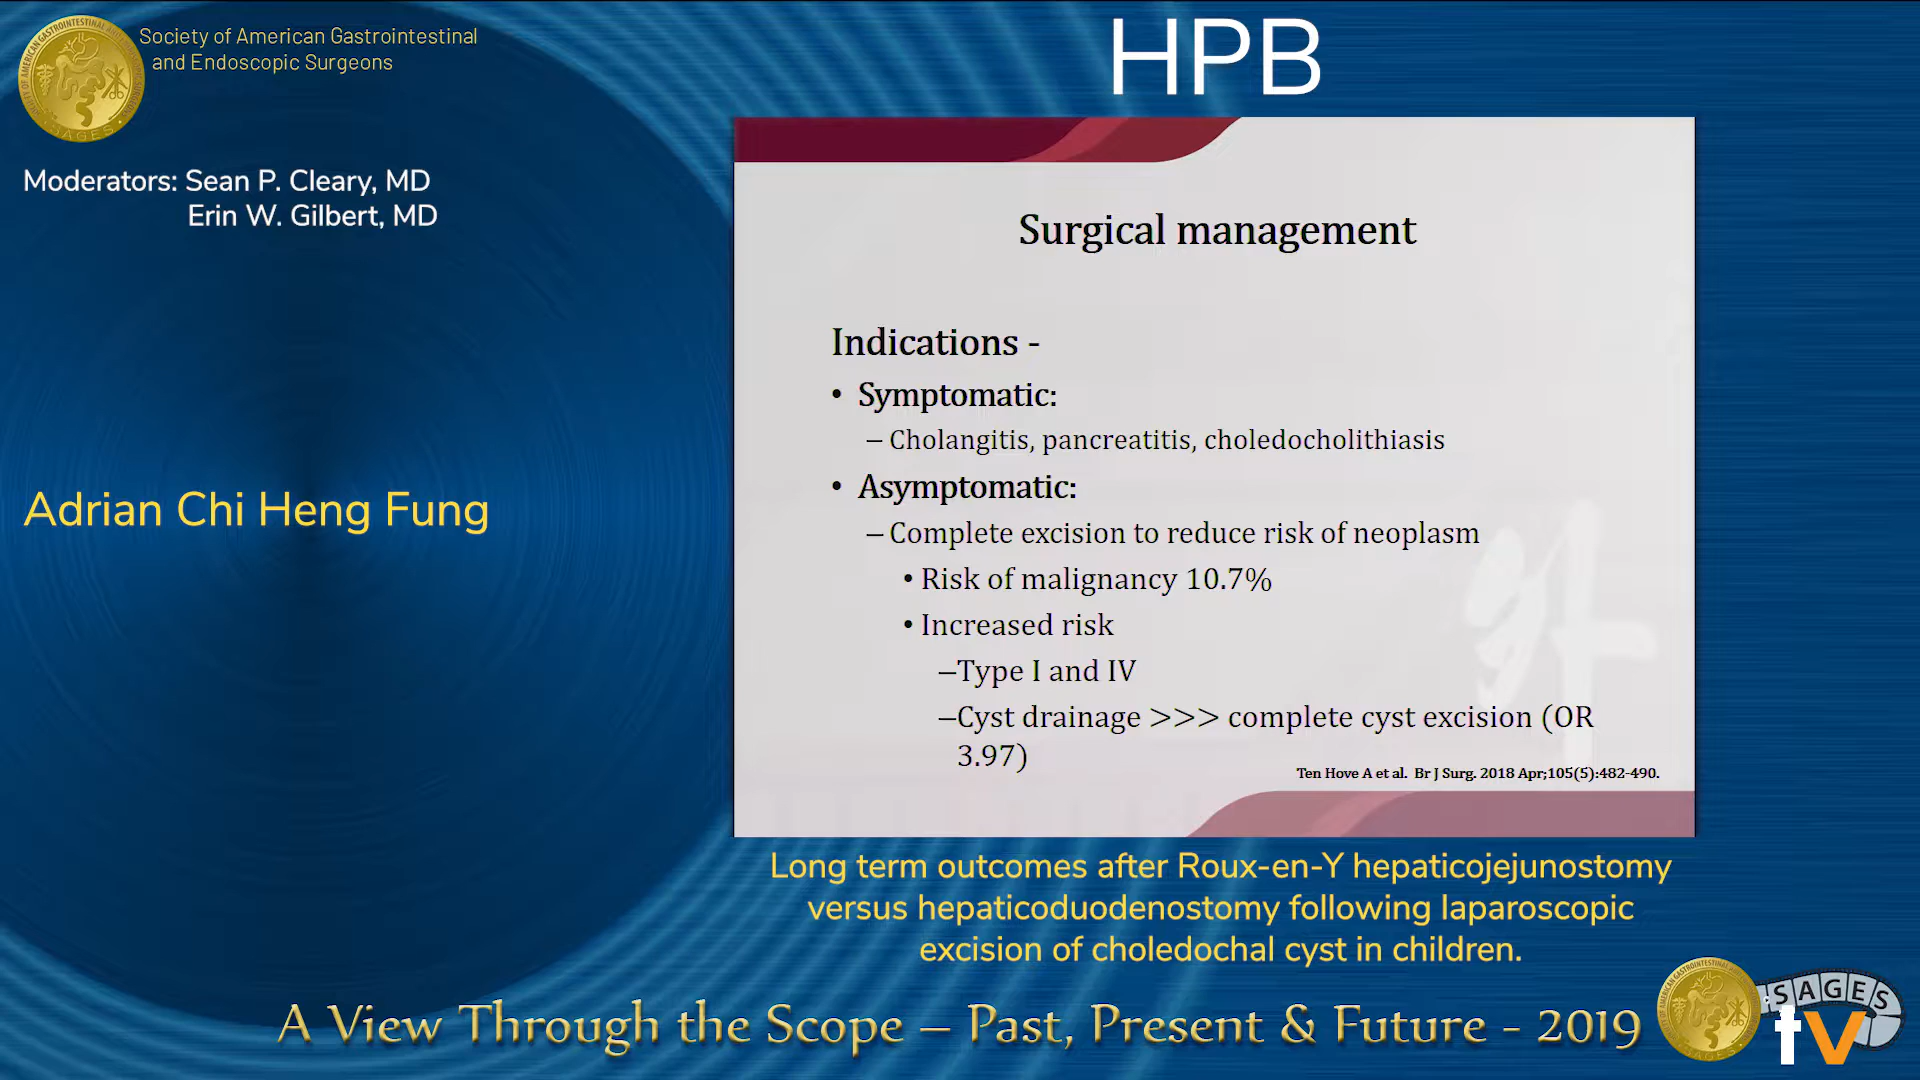 Society of American Gastrointestinal
and Endoscopic Surgeons
HPB
Moderators: Sean P. Cleary, MD
Erin W. Gilbert, MD
Adrian Chi Heng Fung
Surgical management
Indications -
• Symptomatic:
– Cholangitis, pancreatitis, choledocholithiasis
• Asymptomatic:
– Complete excision to reduce risk of neoplasm
• Risk of malignancy 10.7%
• Increased risk
–Type I and IV
–Cyst drainage >>> complete cyst excision (OR
3.97)
Ten Hove A et al. Br J Surg. 2018 Apr;105(5):482-490.
Long term outcomes after Roux-en-Y hepaticojejunostomy
versus hepaticoduodenostomy following laparoscopic
excision of choledochal cyst in children.
A View Through the Scope – Past, Present & Future - 2019
SAGES
tv